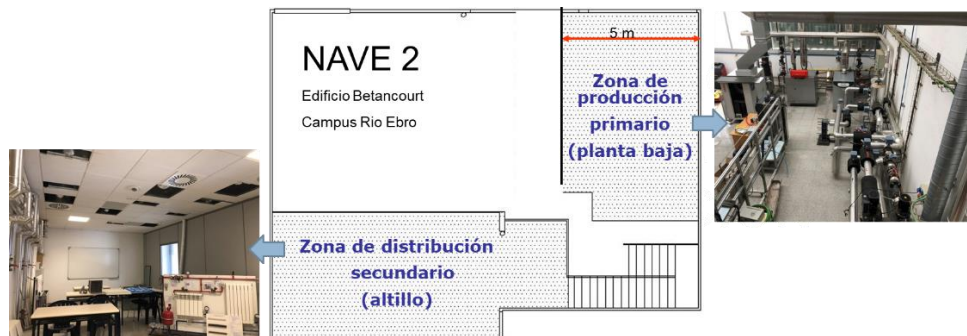 NAVE 2
Edificio Betancourt
Campus Rio Ebro
5 m
Zona de
producción
primario
(planta baja)
Zona de distribución
secundario
(altillo)